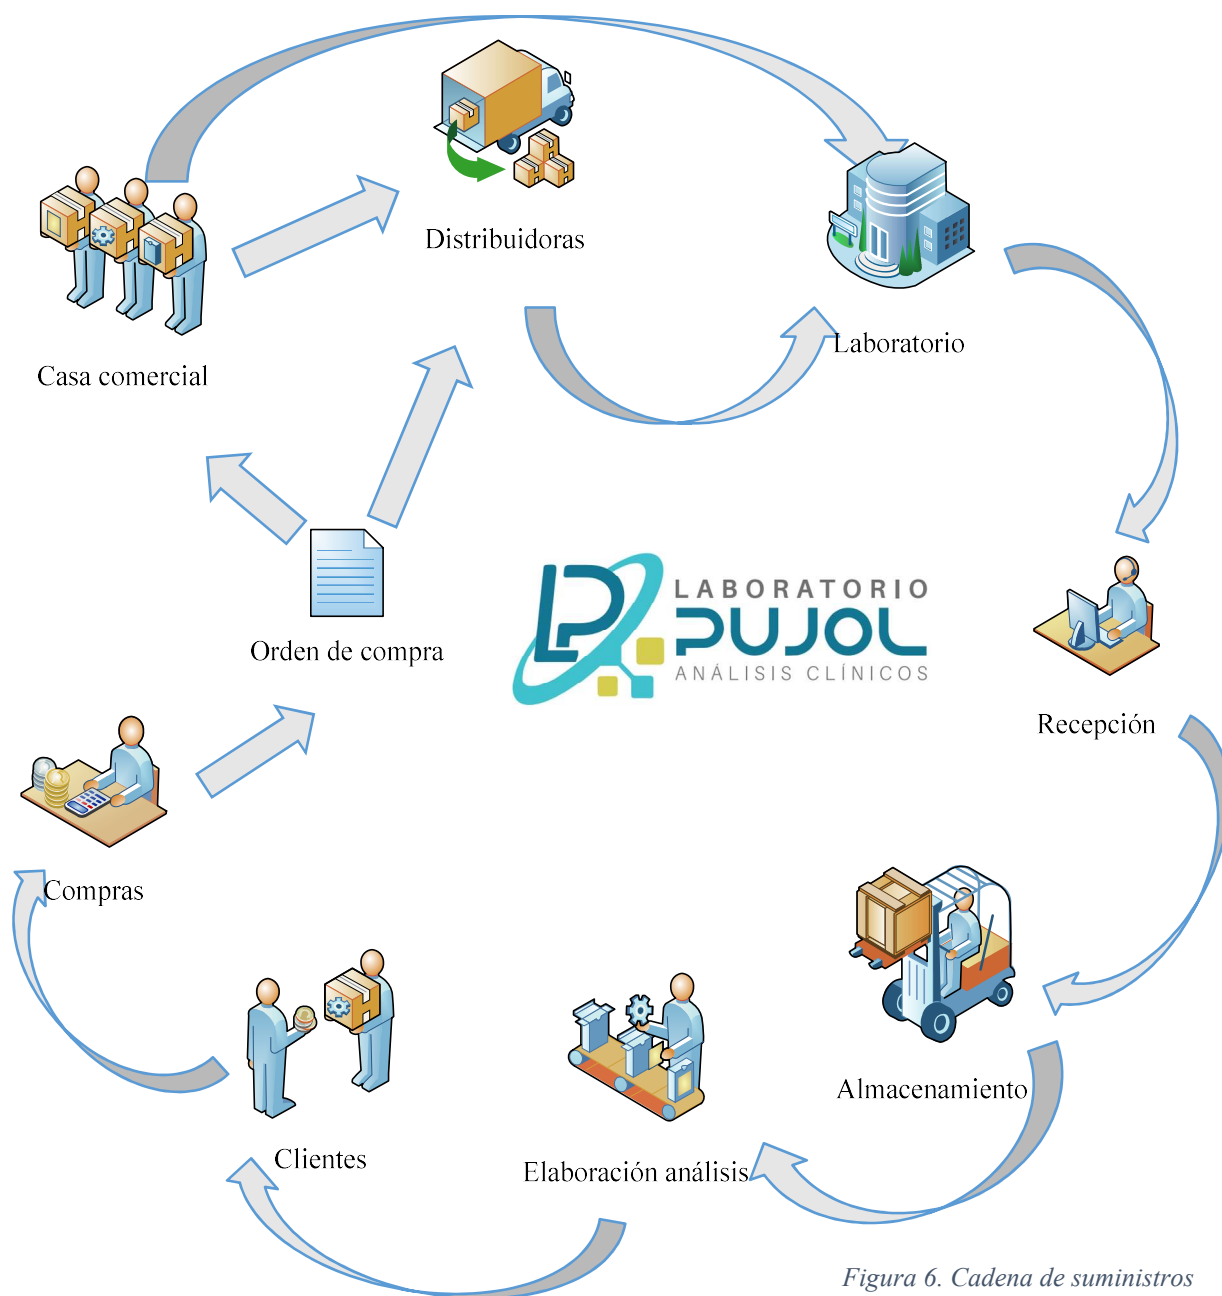 Distribuidoras
Casa comercial
Laboratorio
Orden de compra
LABORATORIO
PUJOL
ANÁLISIS CLÍNICOS
LP
Recepción
Compras
Almacenamiento
Clientes
Elaboración análisis
Figura 6. Cadena de suministros